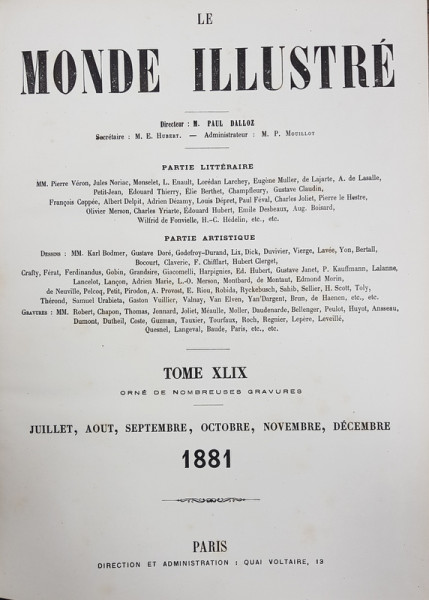 LE
MONDE ILLUSTRÉ
Directeur : M. PAUL DALLOZ
Secrétaire : M. E. HUBERT. — Administrateur : M. P. MOUILLOT
PARTIE LITTÉRAIRE
MM. Pierre Véron, Jules Noriac, Monselet, L. Enault, Lorédan Larchey, Eugène Muller, de Lajarte, A. de Lasalle,
Petit-Jean, Edouard Thierry, Élie Berthet, Champfleury, Gustave Claudin,
François Coppée, Albert Delpit, Adrien Dézamy, Louis Dépret, Paul Féval, Charles Joliet, Pierre le Hestre,
Olivier Merson, Charles Yriarte, Édouard Hubert, Emile Desbeaux, Aug. Baizard,
Wilfrid de Fonvielle, H.-C. Hédelin, etc., etc.
PARTIE ARTISTIQUE
DESSINS : MM. Karl Bodmer, Gustave Doré, Godefroy-Durand, Lix, Dick, Duvivier, Vierge, Lavée, Yon, Bertall,
Bocourt, Claverie, F. Chifflart, Hubert Clerget,
Crafty, Férat, Ferdinandus, Gobin, Grandsire, Giacomelli, Harpignies, Ed. Hubert, Gustave Janet, P. Kauffmann, Lalanne,
Lancelot, Lançon, Adrien Marie, L.-O. Merson, Montbard, de Montaut, Edmond Morin,
de Neuville, Pelcoq, Petit, Pirodon, A. Provost, E. Riou, Robida, Ryckebusch, Sahib, Sellier, H. Scott, Toly,
Thérond, Samuel Urabieta, Gaston Vuillier, Valnay, Van Elven, Yan'Dargent, Brun, de Haenen, etc., etc.
GRAVURES : MM. Robert, Chapon, Thomas, Jonnard, Joliet, Méaulle, Moller, Daudenarde, Bellenger, Peulot, Huyot, Ansseau,
Dumont, Dutheil, Coste, Gusman, Tauxier, Tourfaux, Roch, Regnier, Lepère, Leveillé,
Quesnel, Langeval, Baude, Paris, etc., etc.
TOME XLIX
ORNÉ DE NOMBREUSES GRAVURES
JUILLET, AOUT, SEPTEMBRE, OCTOBRE, NOVEMBRE, DÉCEMBRE
1881
PARIS
DIRECTION ET ADMINISTRATION : QUAI VOLTAIRE, 13